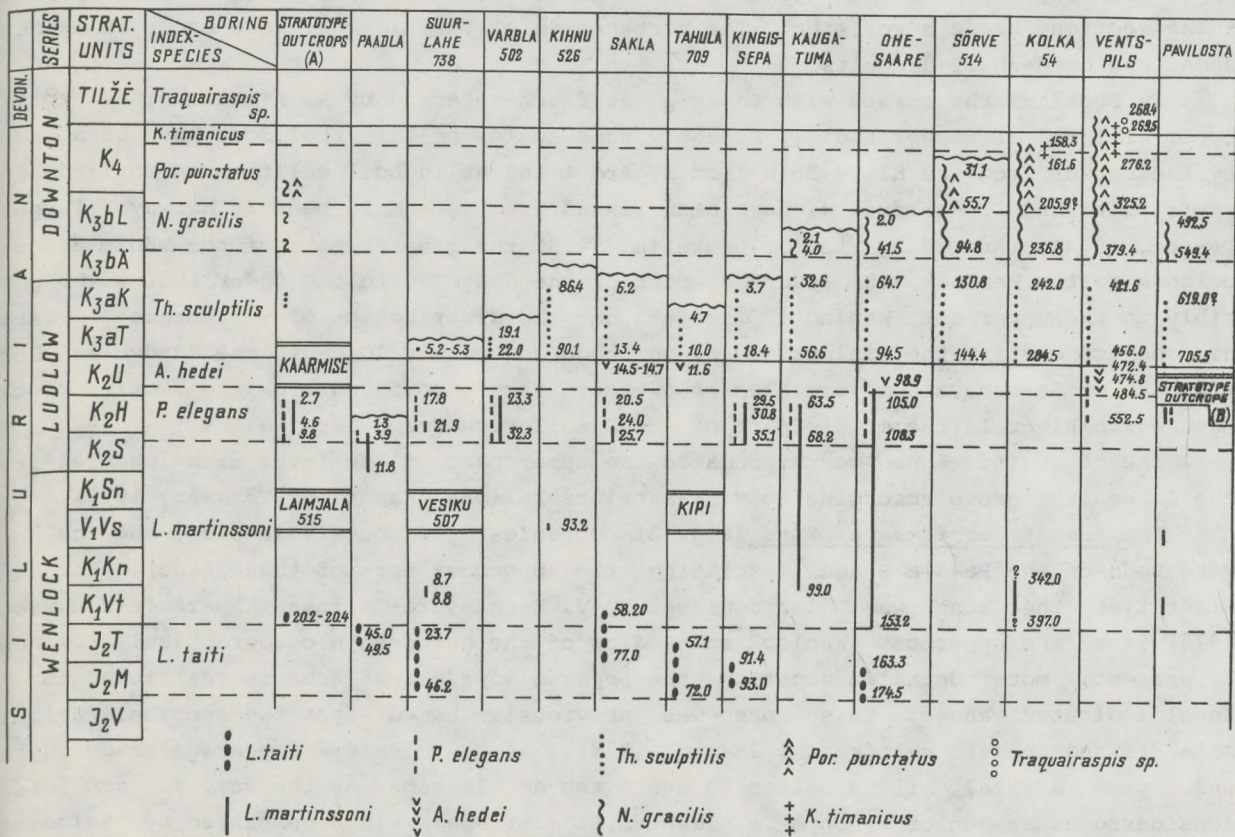 DEVON.
SERIES
STRAT. UNITS
BORING
INDEX-SPECIES
STRATOTYPE OUTCROPS (A)
PAADLA
SUUR-LAHE 738
VARBLA 502
KIHNU 526
SAKLA
TAHULA 709
KINGIS-SEPA
KAUGA-TUMA
OHE-SAARE
SÕRVE 514
KOLKA 54
VENTS-PILS
PAVILOSTA
SILURIAN
DOWNTON
LUDLOW
WENLOCK
TILŽĖ Traquairaspis sp. 268.4
K. timanicus 158.3 269.5
K4 Por. punctatus 31.1 161.6 276.2
55.7 205.9? 325.2
K3bL N. gracilis ? 2.0 492.5
K3bÄ ? 2.1 4.0 41.5 94.8 236.8 379.4 549.4
K3aK Th. sculptilis 86.4 6.2 4.7 3.7 32.6 64.7 130.8 242.0 421.6 619.0?
K3aT 5.2-5.3 19.1 22.0 90.1 13.4 10.0 18.4 56.6 94.5 144.4 284.5 456.0 705.5
K2U A. hedei KAARMISE 14.5-14.7 11.6 98.9 472.4 474.8 484.5
STRATOTYPE OUTCROPS (B)
K2H P. elegans 2.7 4.6 9.8 1.3 3.9 17.8 21.9 23.3 32.3 20.5 24.0 25.7 29.5 30.8 35.1 63.5 68.2 105.0 108.3 552.5
K2S 11.8
K1Sn LAIMJALA 515 VESIKU 507 KIPI
V1Vs L. martinssoni 93.2
K1Kn 8.7 ? 342.0
K1Vt 20.2-20.4 8.8 58.20 99.0 153.2 ? 397.0
J2T L. taiti 45.0 49.5 23.7 77.0 57.1 163.3
J2M 46.2 72.0 91.4 93.0 174.5
J2V
L. taiti
P. elegans
Th. sculptilis
Por. punctatus
Traquairaspis sp.
L. martinssoni
A. hedei
N. gracilis
K. timanicus